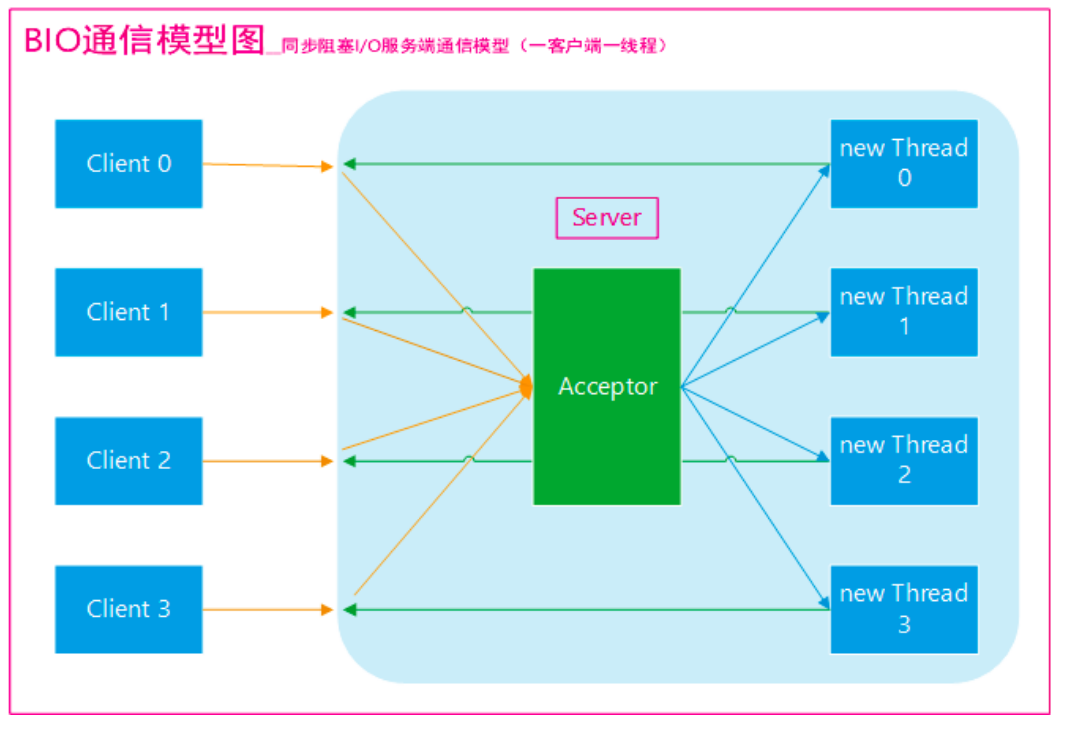 BIO通信模型图__同步阻塞I/O服务端通信模型（一客户端一线程）
Client 0
new Thread
0
Server
Client 1
new Thread
1
Acceptor
Client 2
new Thread
2
Client 3
new Thread
3